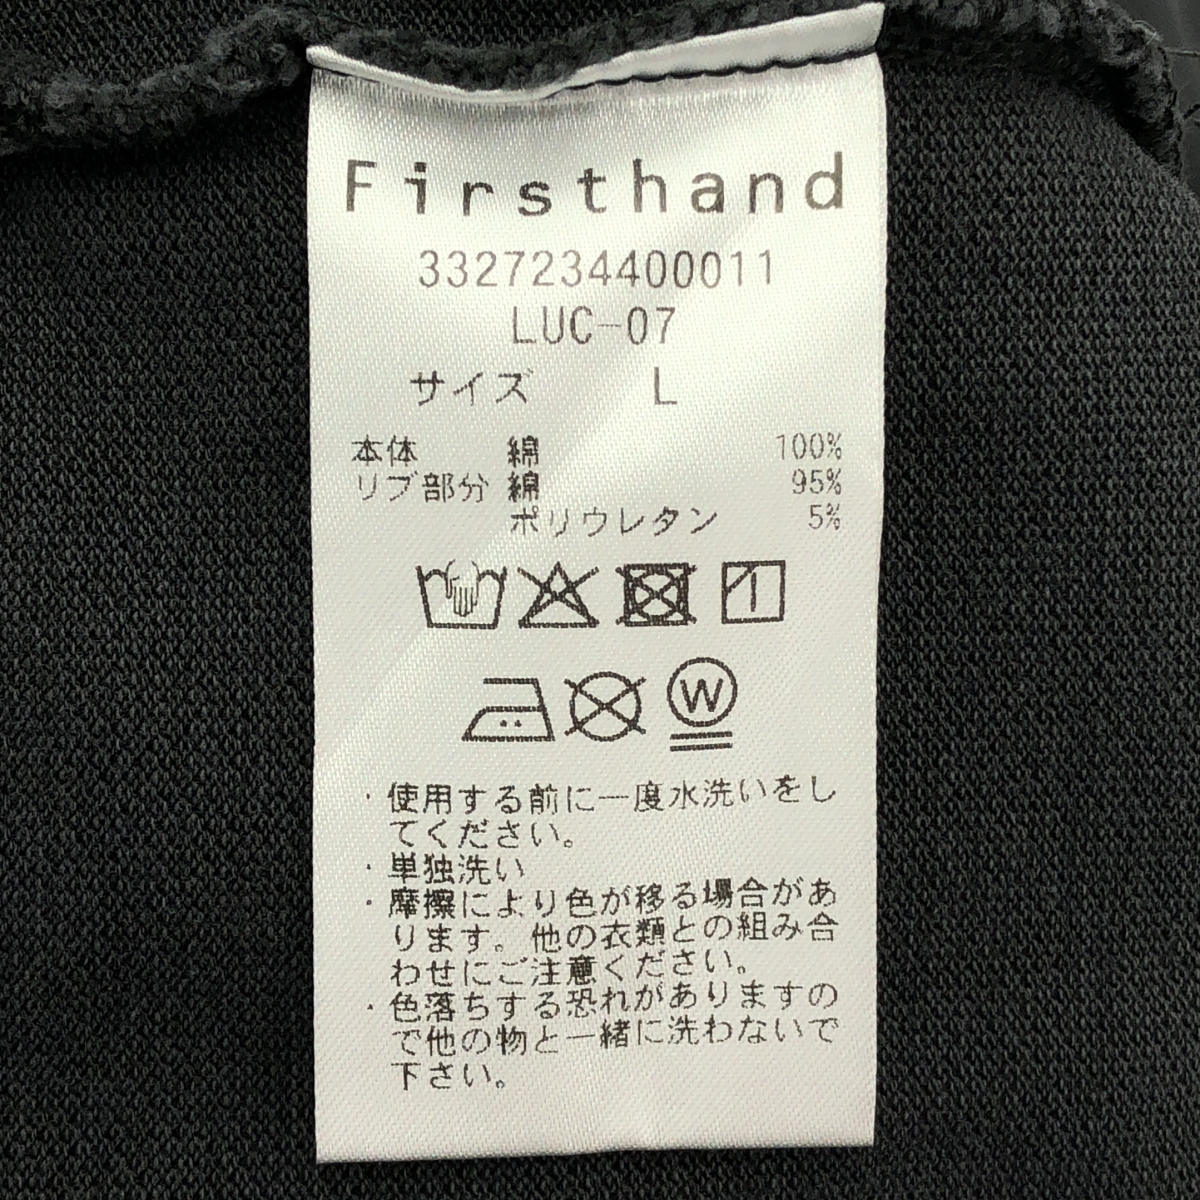 Firsthand
3327234400011
LUC-07
サイズ L
本体 綿 100%
リブ部分 綿 95%
ポリウレタン 5%
W
・使用する前に一度水洗いをし
てください。
・単独洗い
・摩擦により色が移る場合があ
ります。他の衣類との組み合
わせにご注意ください。
・色落ちする恐れがありますの
で他の物と一緒に洗わないで
下さい。